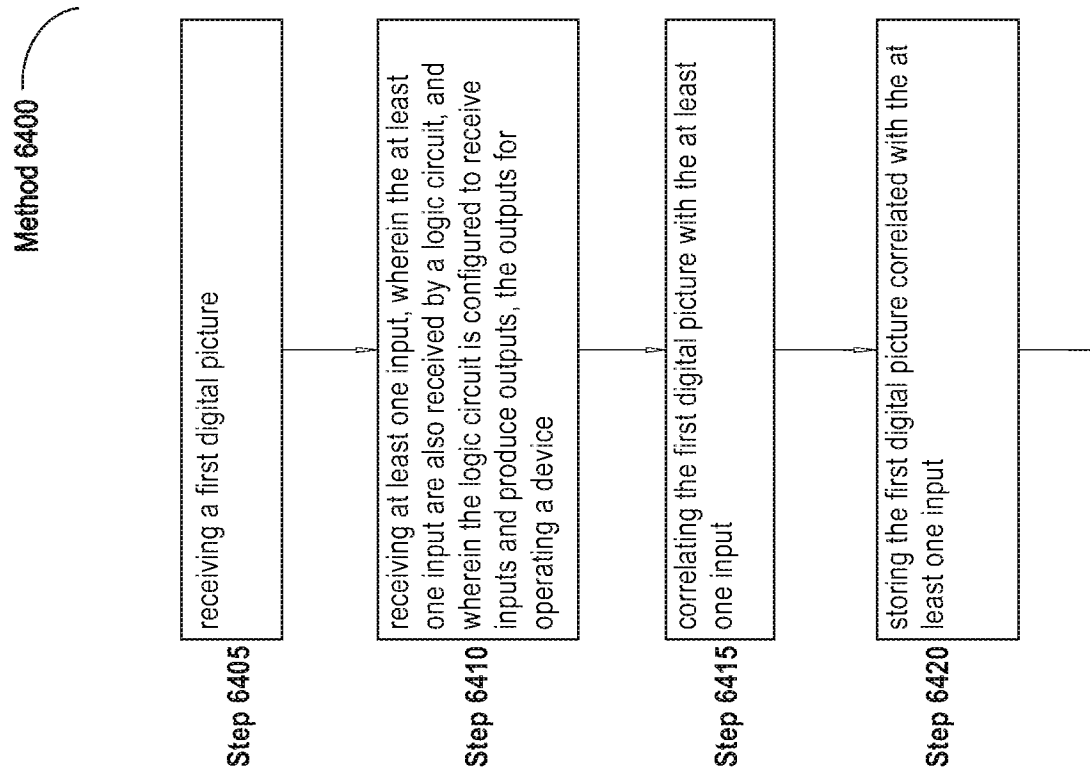 Method 6400
Step 6405
receiving a first digital picture
Step 6410
receiving at least one input, wherein the at least
one input are also received by a logic circuit, and
wherein the logic circuit is configured to receive
inputs and produce outputs, the outputs for
operating a device
Step 6415
correlating the first digital picture with the at least
one input
Step 6420
storing the first digital picture correlated with the at
least one input